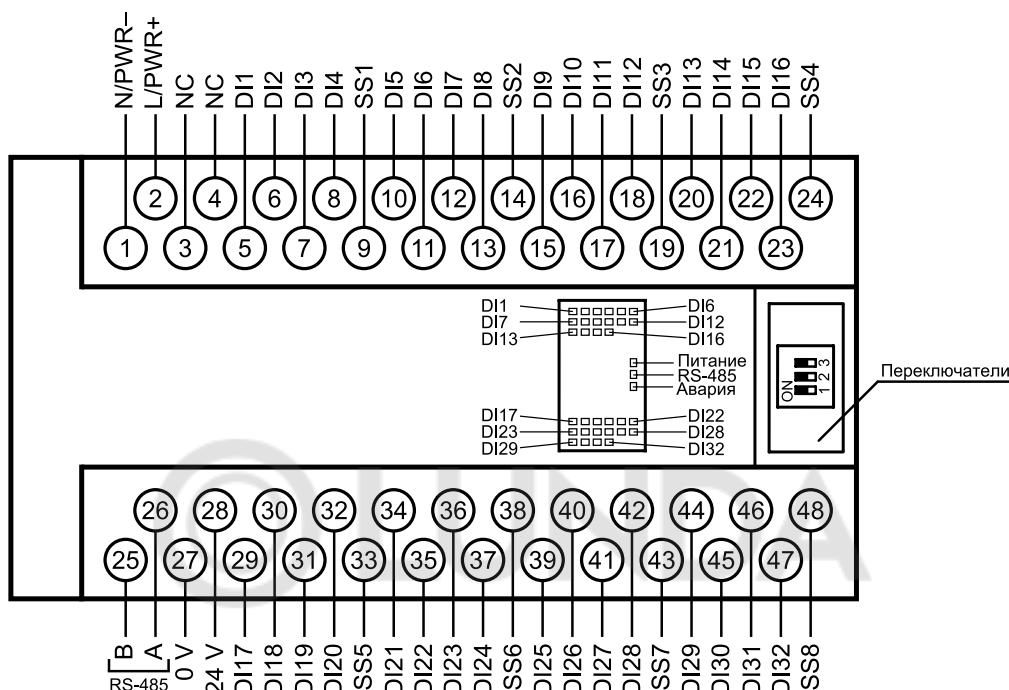 N/PWR–
L/PWR+
NC
NC
DI1
DI2
DI3
DI4
SS1
DI5
DI6
DI7
DI8
SS2
DI9
DI10
DI11
DI12
SS3
DI13
DI14
DI15
DI16
SS4
2 4 6 8 10 12 14 16 18 20 22 24
1 3 5 7 9 11 13 15 17 19 21 23
DI1 DI6
DI7 DI12
DI13 DI16
Питание
RS-485
Авария
ON
1 2 3
Переключатели
DI17 DI22
DI23 DI28
DI29 DI32
LUNDA
26 28 30 32 34 36 38 40 42 44 46 48
25 27 29 31 33 35 37 39 41 43 45 47
B
A
RS-485
0 V
24 V
DI17
DI18
DI19
DI20
SS5
DI21
DI22
DI23
DI24
SS6
DI25
DI26
DI27
DI28
SS7
DI29
DI30
DI31
DI32
SS8